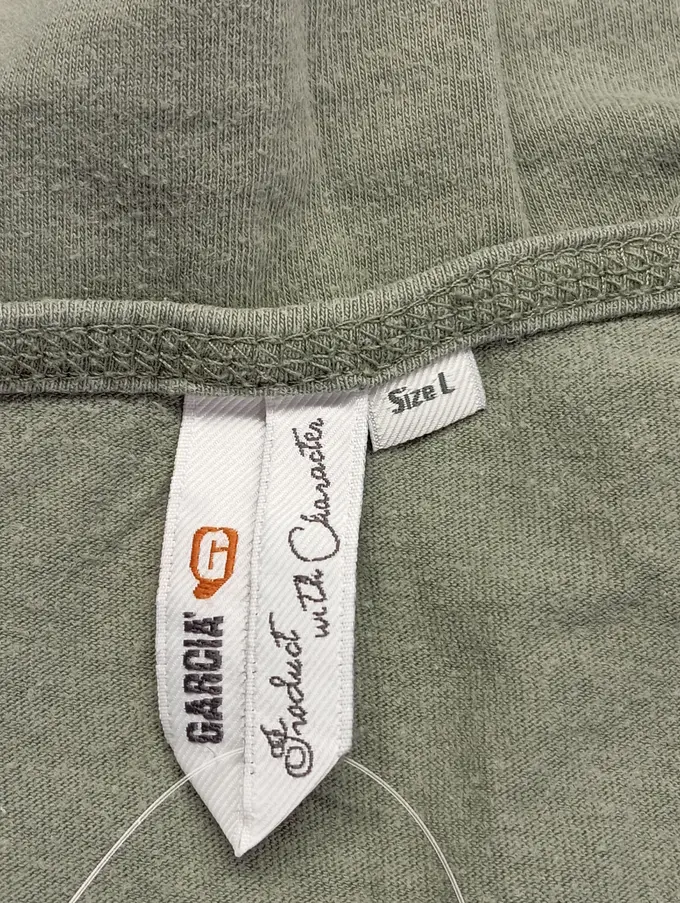 Size L
G
GARCIA
Product
with Character